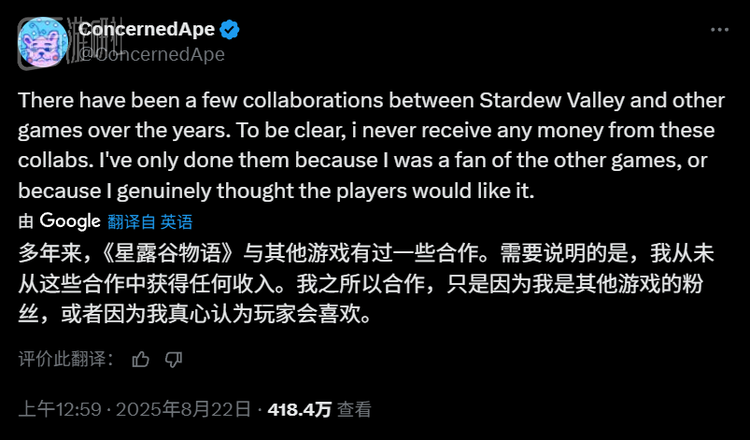 ConcernedApe
@ConcernedApe
There have been a few collaborations between Stardew Valley and other
games over the years. To be clear, i never receive any money from these
collabs. I've only done them because I was a fan of the other games, or
because I genuinely thought the players would like it.
由 Google 翻译自 英语
多年来，《星露谷物语》与其他游戏有过一些合作。需要说明的是，我从未
从这些合作中获得任何收入。我之所以合作，只是因为我是其他游戏的粉
丝，或者因为我真心认为玩家会喜欢。
评价此翻译：
上午12:59 · 2025年8月22日 · 418.4万 查看